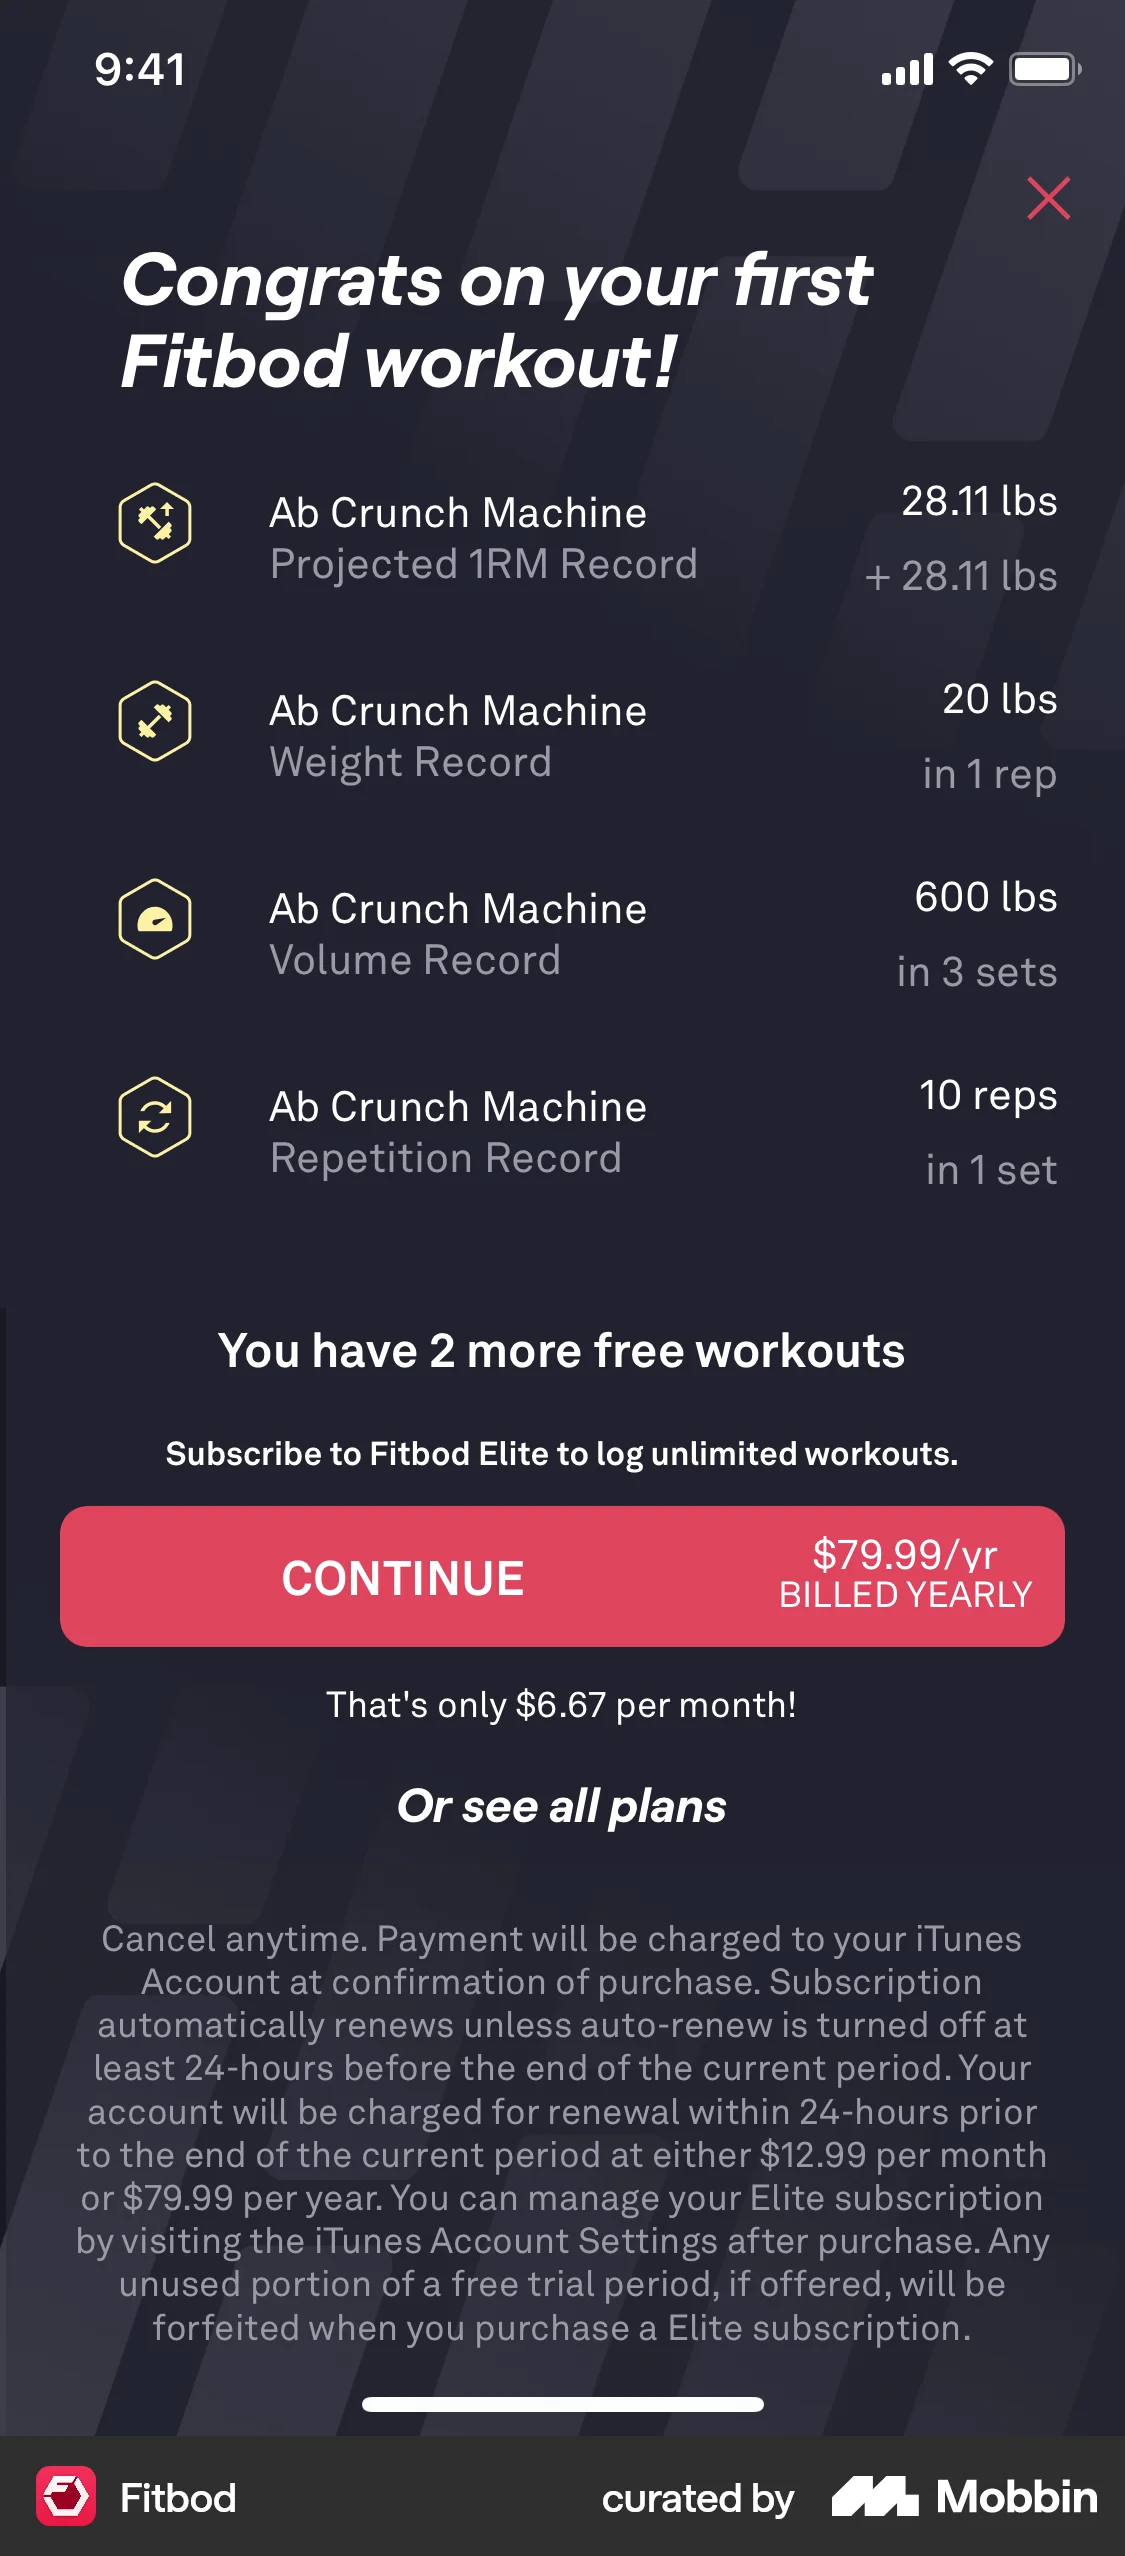 9:41
Congrats on your first
Fitbod workout!
Ab Crunch Machine
Projected 1RM Record
28.11 lbs
+ 28.11 lbs
Ab Crunch Machine
Weight Record
20 lbs
in 1 rep
Ab Crunch Machine
Volume Record
600 lbs
in 3 sets
Ab Crunch Machine
Repetition Record
10 reps
in 1 set
You have 2 more free workouts
Subscribe to Fitbod Elite to log unlimited workouts.
CONTINUE
$79.99/yr
BILLED YEARLY
That's only $6.67 per month!
Or see all plans
Cancel anytime. Payment will be charged to your iTunes
Account at confirmation of purchase. Subscription
automatically renews unless auto-renew is turned off at
least 24-hours before the end of the current period. Your
account will be charged for renewal within 24-hours prior
to the end of the current period at either $12.99 per month
or $79.99 per year. You can manage your Elite subscription
by visiting the iTunes Account Settings after purchase. Any
unused portion of a free trial period, if offered, will be
forfeited when you purchase a Elite subscription.
Fitbod
curated by Mobbin